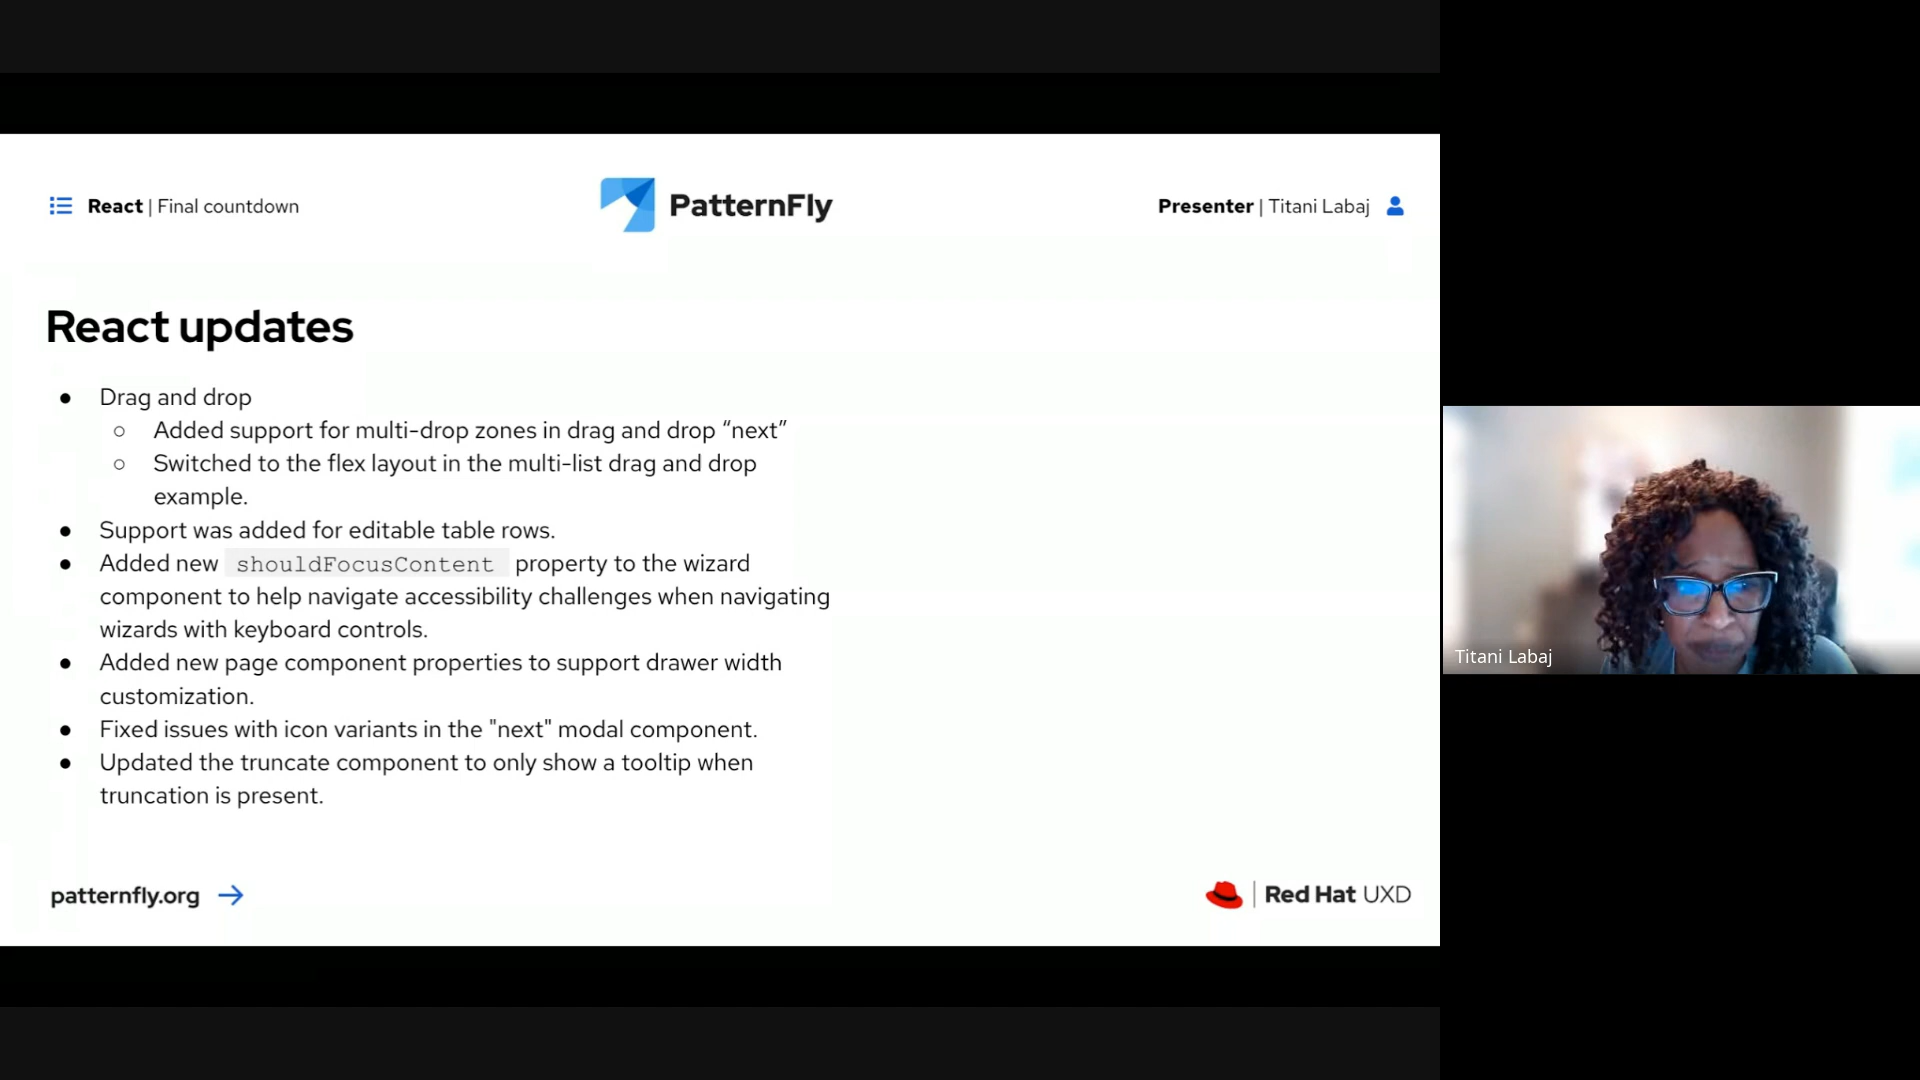 React | Final countdown
PatternFly
Presenter | Titani Labaj
React updates
● Drag and drop
○ Added support for multi-drop zones in drag and drop “next”
○ Switched to the flex layout in the multi-list drag and drop
example.
● Support was added for editable table rows.
● Added new shouldFocusContent property to the wizard
component to help navigate accessibility challenges when navigating
wizards with keyboard controls.
● Added new page component properties to support drawer width
customization.
● Fixed issues with icon variants in the "next" modal component.
● Updated the truncate component to only show a tooltip when
truncation is present.
patternfly.org →
Red Hat UXD
Titani Labaj